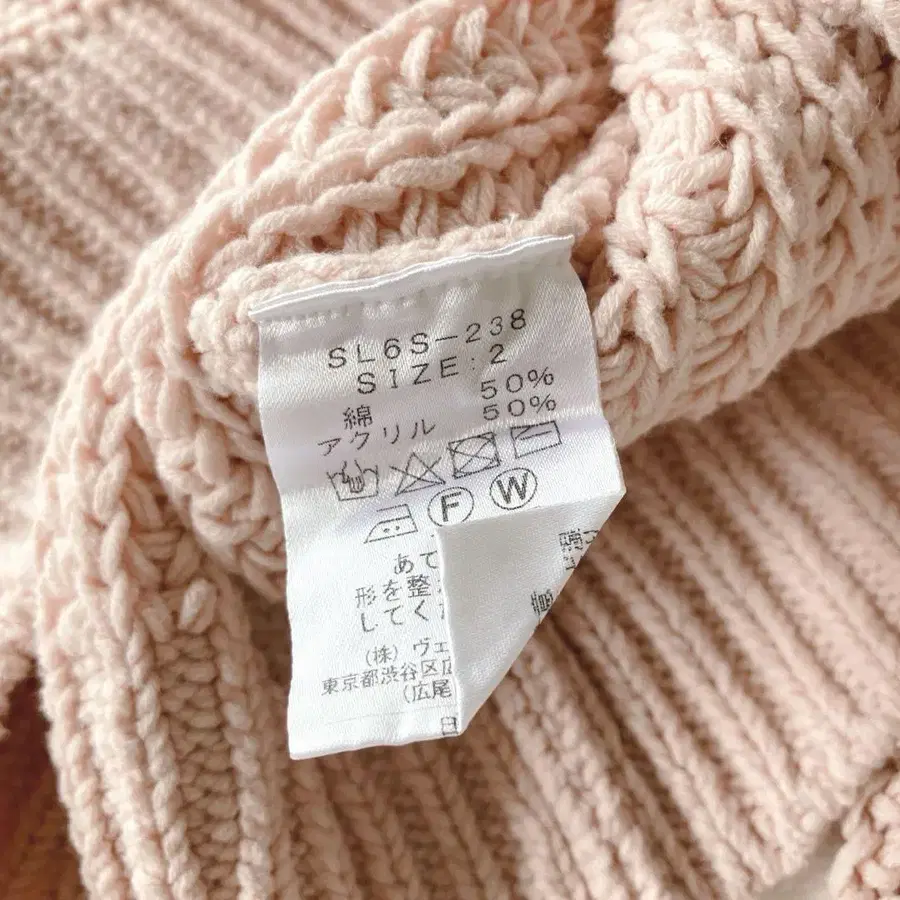 SL6S-238
SIZE:2
綿 50%
アクリル 50%
F W
あて
形を整
してく
(株) ヴェ
東京都渋谷区広
(広尾